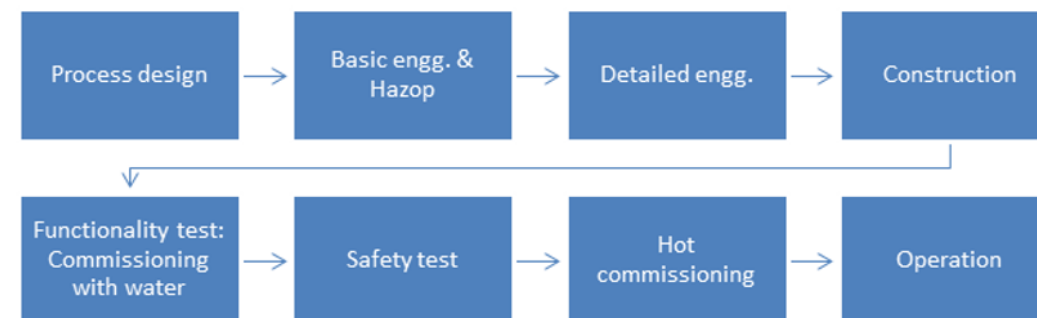 Process design
Basic engg. &
Hazop
Detailed engg.
Construction
Functionality test:
Commissioning
with water
Safety test
Hot
commissioning
Operation